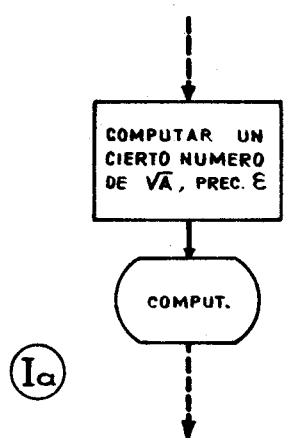 COMPUTAR UN
CIERTO NUMERO
DE √A, PREC. ε
COMPUT.
Ia